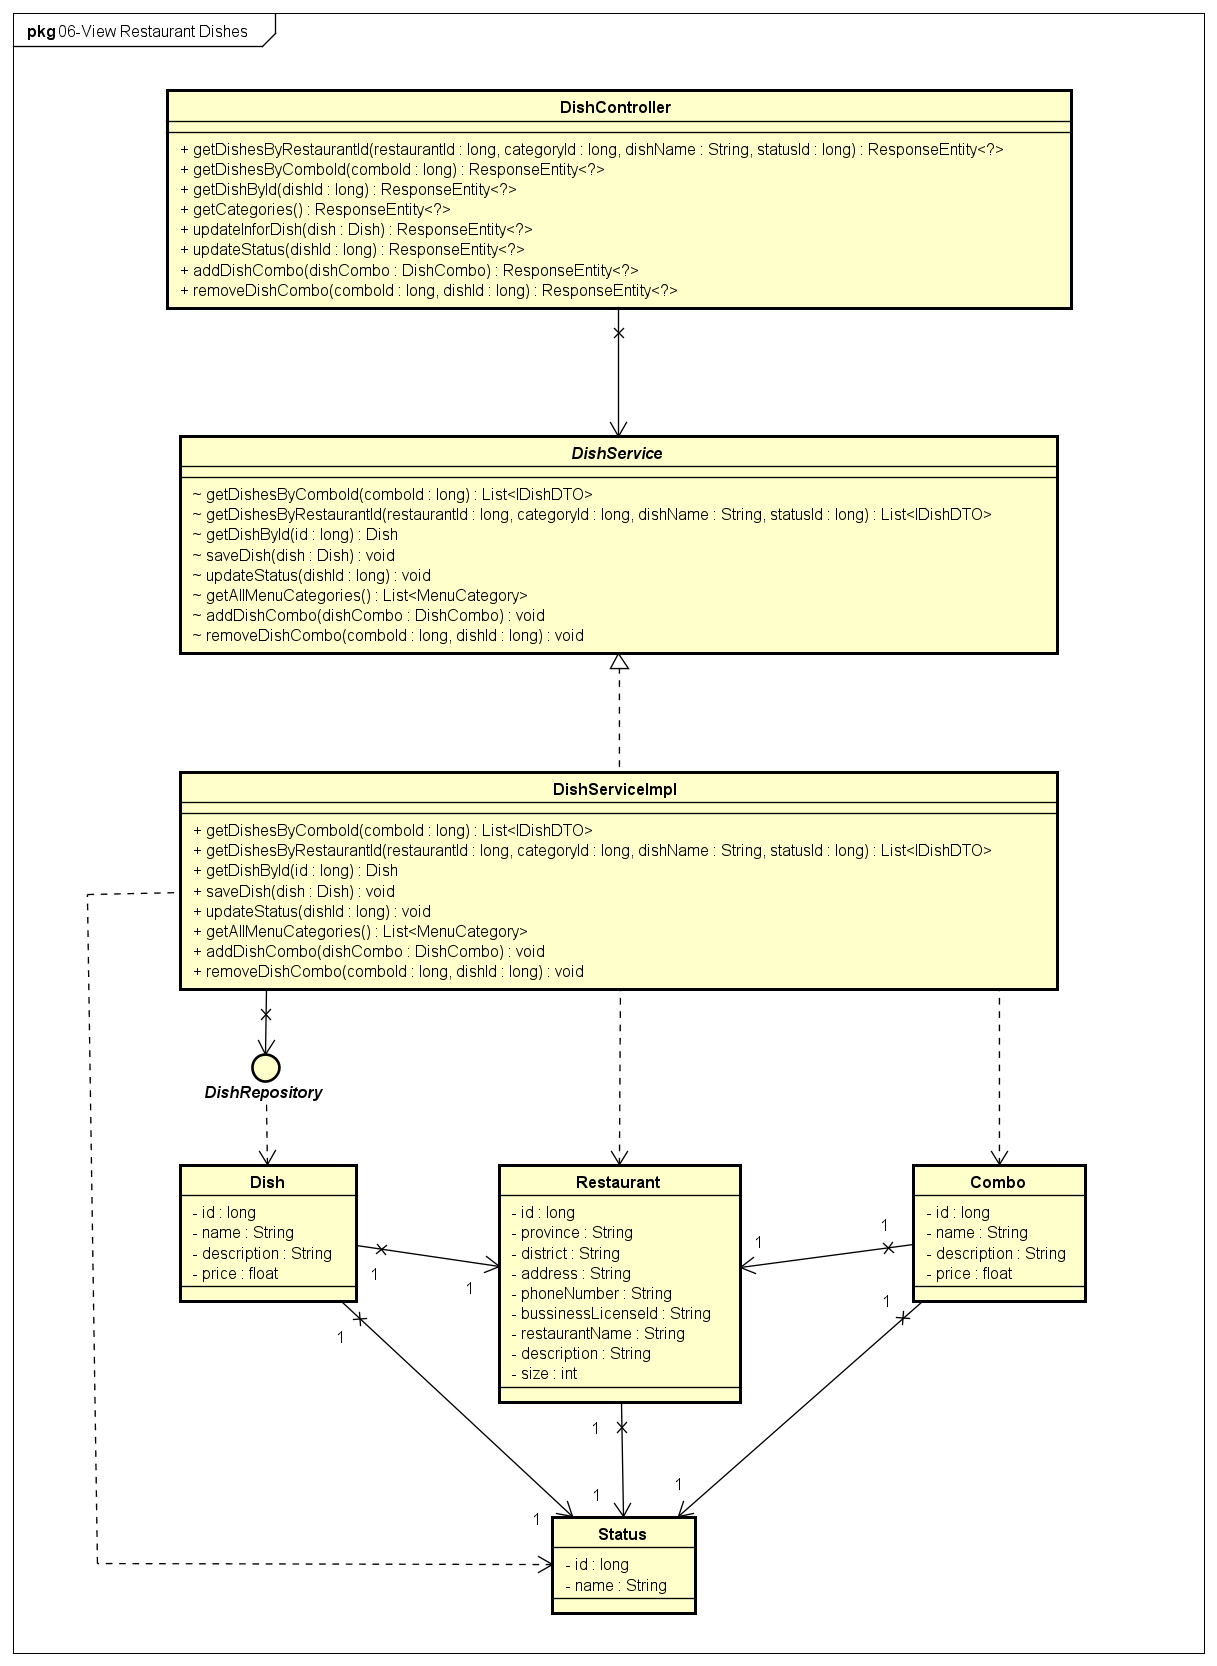 pkg 06-View Restaurant Dishes
DishController
+ getDishesByRestaurantId(restaurantId : long, categoryId : long, dishName : String, statusId : long) : ResponseEntity<?>
+ getDishesByComboId(comboId : long) : ResponseEntity<?>
+ getDishById(dishId : long) : ResponseEntity<?>
+ getCategories() : ResponseEntity<?>
+ updateInforDish(dish : Dish) : ResponseEntity<?>
+ updateStatus(dishId : long) : ResponseEntity<?>
+ addDishCombo(dishCombo : DishCombo) : ResponseEntity<?>
+ removeDishCombo(comboId : long, dishId : long) : ResponseEntity<?>
DishService
~ getDishesByComboId(comboId : long) : List<IDishDTO>
~ getDishesByRestaurantId(restaurantId : long, categoryId : long, dishName : String, statusId : long) : List<IDishDTO>
~ getDishById(id : long) : Dish
~ saveDish(dish : Dish) : void
~ updateStatus(dishId : long) : void
~ getAllMenuCategories() : List<MenuCategory>
~ addDishCombo(dishCombo : DishCombo) : void
~ removeDishCombo(comboId : long, dishId : long) : void
DishServiceImpl
+ getDishesByComboId(comboId : long) : List<IDishDTO>
+ getDishesByRestaurantId(restaurantId : long, categoryId : long, dishName : String, statusId : long) : List<IDishDTO>
+ getDishById(id : long) : Dish
+ saveDish(dish : Dish) : void
+ updateStatus(dishId : long) : void
+ getAllMenuCategories() : List<MenuCategory>
+ addDishCombo(dishCombo : DishCombo) : void
+ removeDishCombo(comboId : long, dishId : long) : void
DishRepository
Dish
- id : long
- name : String
- description : String
- price : float
Restaurant
- id : long
- province : String
- district : String
- address : String
- phoneNumber : String
- bussinessLicenseId : String
- restaurantName : String
- description : String
- size : int
Combo
- id : long
- name : String
- description : String
- price : float
1
1
1
1
1
1
1
1
1
1
Status
- id : long
- name : String